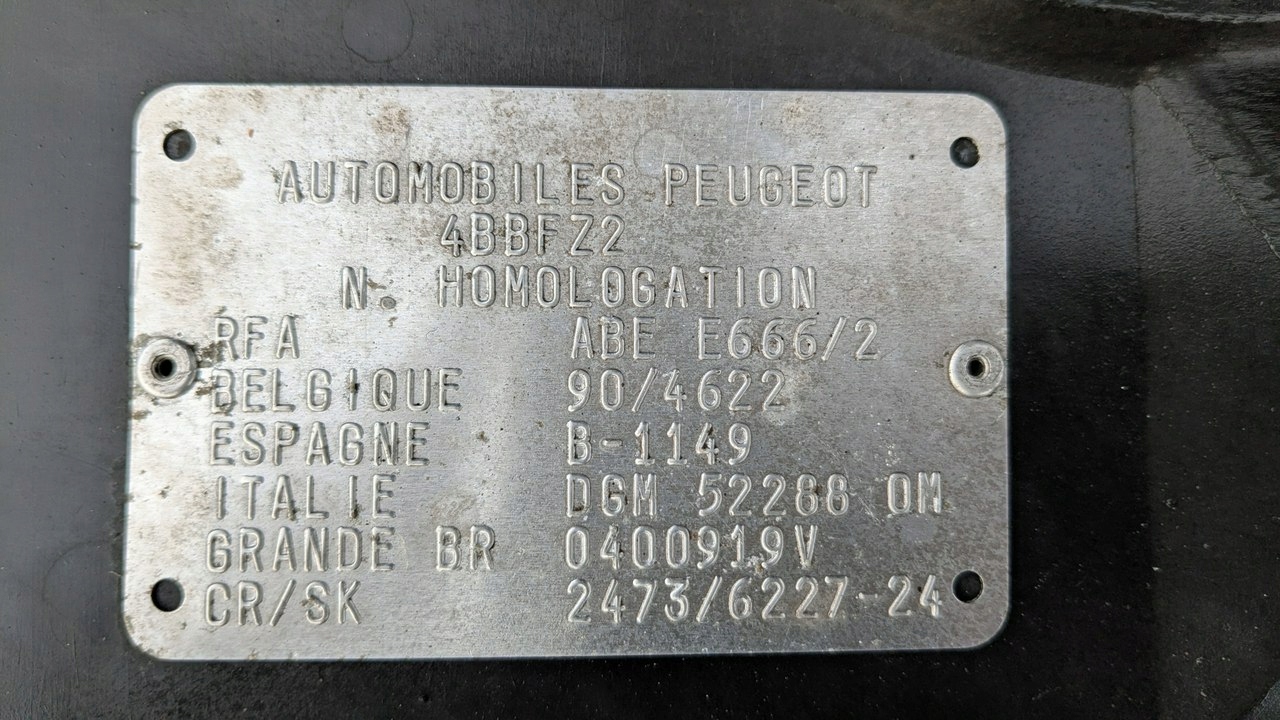 AUTOMOBILES PEUGEOT
4BBFZ2
N. HOMOLOGATION
RFA ABE E666/2
BELGIQUE 90/4622
ESPAGNE B-1149
ITALIE DGM 52288 OM
GRANDE BR 0400919V
CR/SK 2473/6227-24